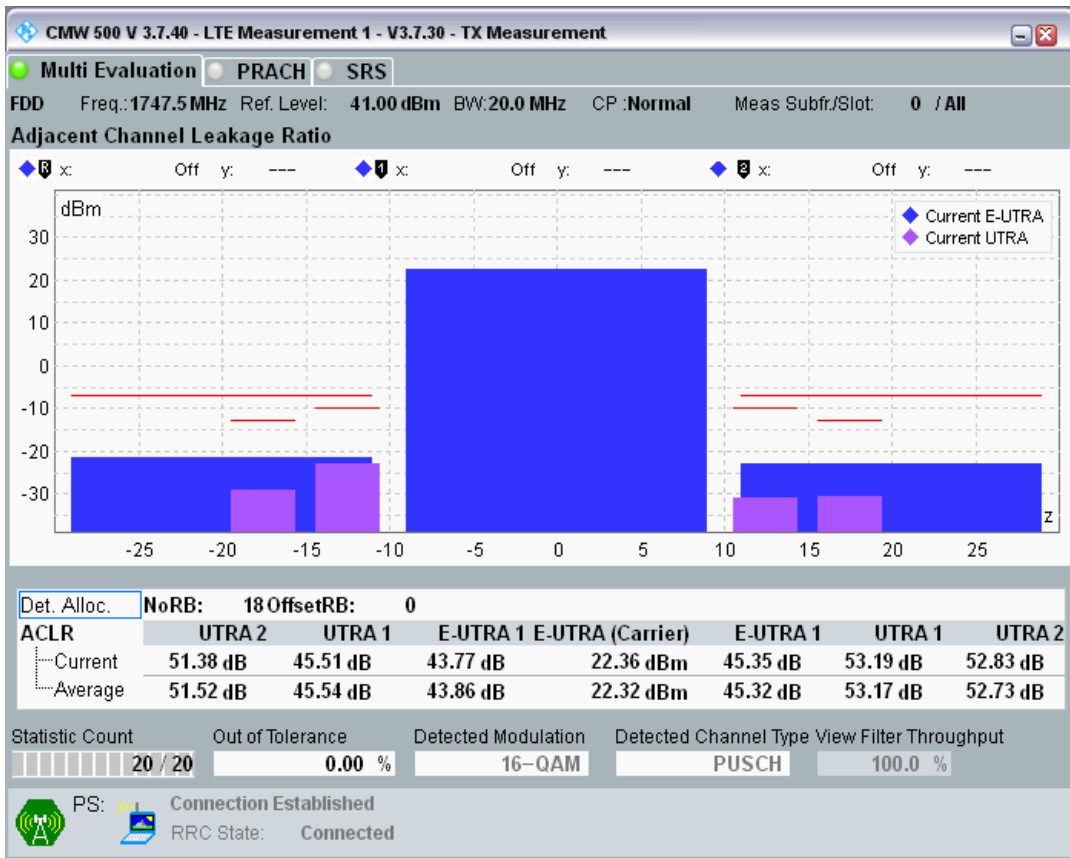 CMW 500 V 3.7.40 - LTE Measurement 1 - V3.7.30 - TX Measurement
Multi Evaluation PRACH SRS
FDD Freq.: 1747.5 MHz Ref. Level: 41.00 dBm BW: 20.0 MHz CP : Normal Meas Subfr./Slot: 0 / All
Adjacent Channel Leakage Ratio
R x: Off y: --- 1 x: Off y: --- 2 x: Off y: ---
dBm
Current E-UTRA
Current UTRA
30
20
10
0
-10
-20
-30
z
-25 -20 -15 -10 -5 0 5 10 15 20 25
Det. Alloc. NoRB: 18 OffsetRB: 0
ACLR UTRA 2 UTRA 1 E-UTRA 1 E-UTRA (Carrier) E-UTRA 1 UTRA 1 UTRA 2
Current 51.38 dB 45.51 dB 43.77 dB 22.36 dBm 45.35 dB 53.19 dB 52.83 dB
Average 51.52 dB 45.54 dB 43.86 dB 22.32 dBm 45.32 dB 53.17 dB 52.73 dB
Statistic Count Out of Tolerance Detected Modulation Detected Channel Type View Filter Throughput
20 / 20 0.00 % 16-QAM PUSCH 100.0 %
PS: Connection Established
RRC State: Connected